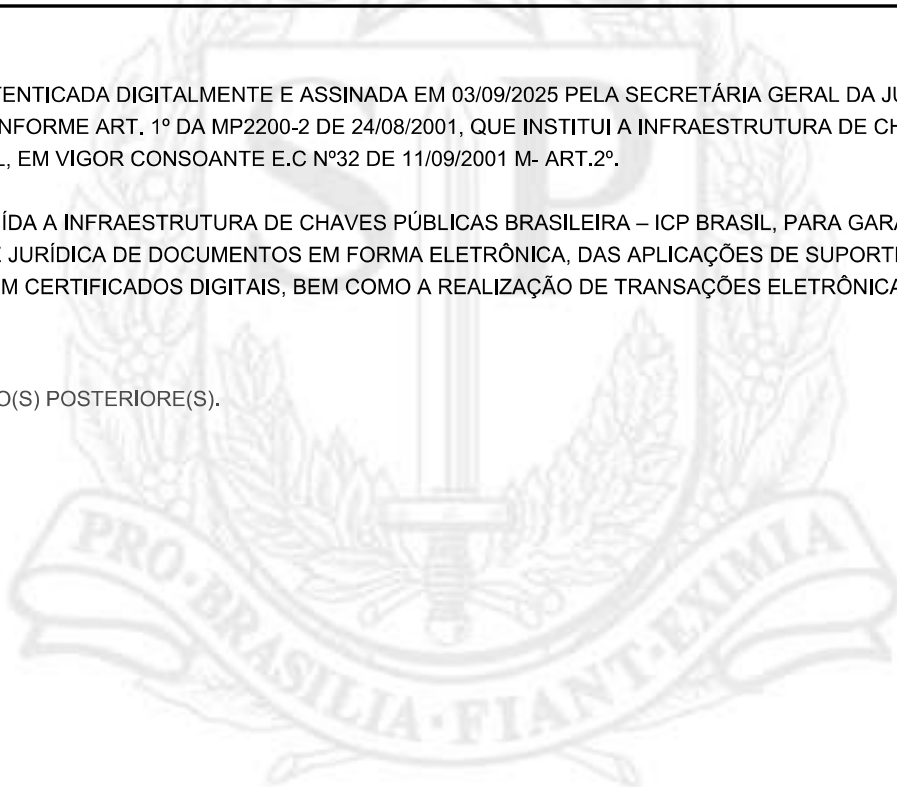 TENTICADA DIGITALMENTE E ASSINADA EM 03/09/2025 PELA SECRETÁRIA GERAL DA JU
NFORME ART. 1º DA MP2200-2 DE 24/08/2001, QUE INSTITUI A INFRAESTRUTURA DE CH
L, EM VIGOR CONSOANTE E.C Nº32 DE 11/09/2001 M- ART.2º.
ÍDA A INFRAESTRUTURA DE CHAVES PÚBLICAS BRASILEIRA – ICP BRASIL, PARA GARA
E JURÍDICA DE DOCUMENTOS EM FORMA ELETRÔNICA, DAS APLICAÇÕES DE SUPORTE
M CERTIFICADOS DIGITAIS, BEM COMO A REALIZAÇÃO DE TRANSAÇÕES ELETRÔNICA
O(S) POSTERIORE(S).
SP
PRO·BRASILIA·FIANT·EXIMIA